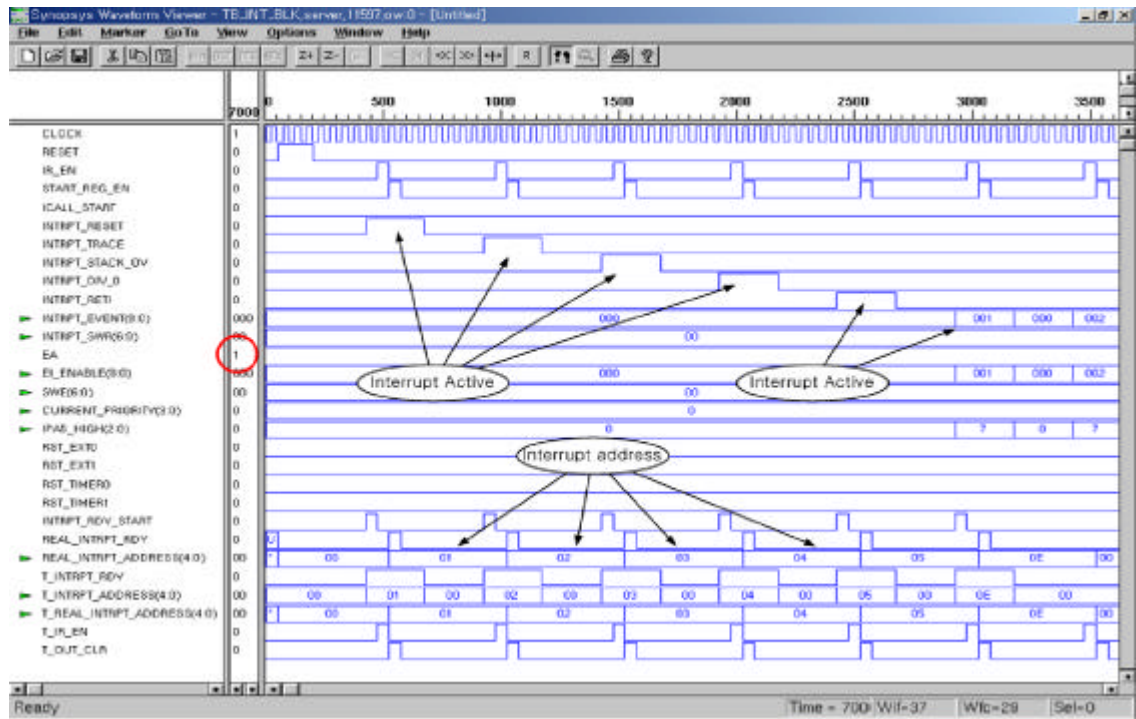 Synopsys Waveform Viewer - TB_INT_BLK,server,11597,ow:0 - [Untitled]
File Edit Marker GoTo View Options Window Help
Z+ Z- R
7000 0 500 1000 1500 2000 2500 3000 3500
CLOCK 1
RESET 0
IR_EN 0
START_REG_EN 0
ICALL_START 0
INTRPT_RESET 0
INTRPT_TRACE 0
INTRPT_STACK_OV 0
INTRPT_DIV_0 0
INTRPT_RETI 0
INTRPT_EVENT(8:0) 000 000 001 000 002
INTRPT_SWR(6:0) 00 00
EA 1
EI_ENABLE(8:0) 000 000 001 000 002
Interrupt Active Interrupt Active
SWE(6:0) 00 00
CURRENT_PRIORITY(3:0) 0 0
IPAS_HIGH(2:0) 0 0 7 0 7
RST_EXT0 0
Interrupt address
RST_EXT1 0
RST_TIMER0 0
RST_TIMER1 0
INTRPT_RDY_START 0
REAL_INTRPT_RDY 0 U
REAL_INTRPT_ADDRESS(4:0) 00 * 00 01 02 03 04 05 0E 00
T_INTRPT_RDY 0
T_INTRPT_ADDRESS(4:0) 00 00 01 00 02 00 03 00 04 00 05 00 0E 00
T_REAL_INTRPT_ADDRESS(4:0) 00 * 00 01 02 03 04 05 0E 00
T_IR_EN 0
T_OUT_CLR 0
Ready Time = 700 Wif=37 Wfc=29 Sel=0